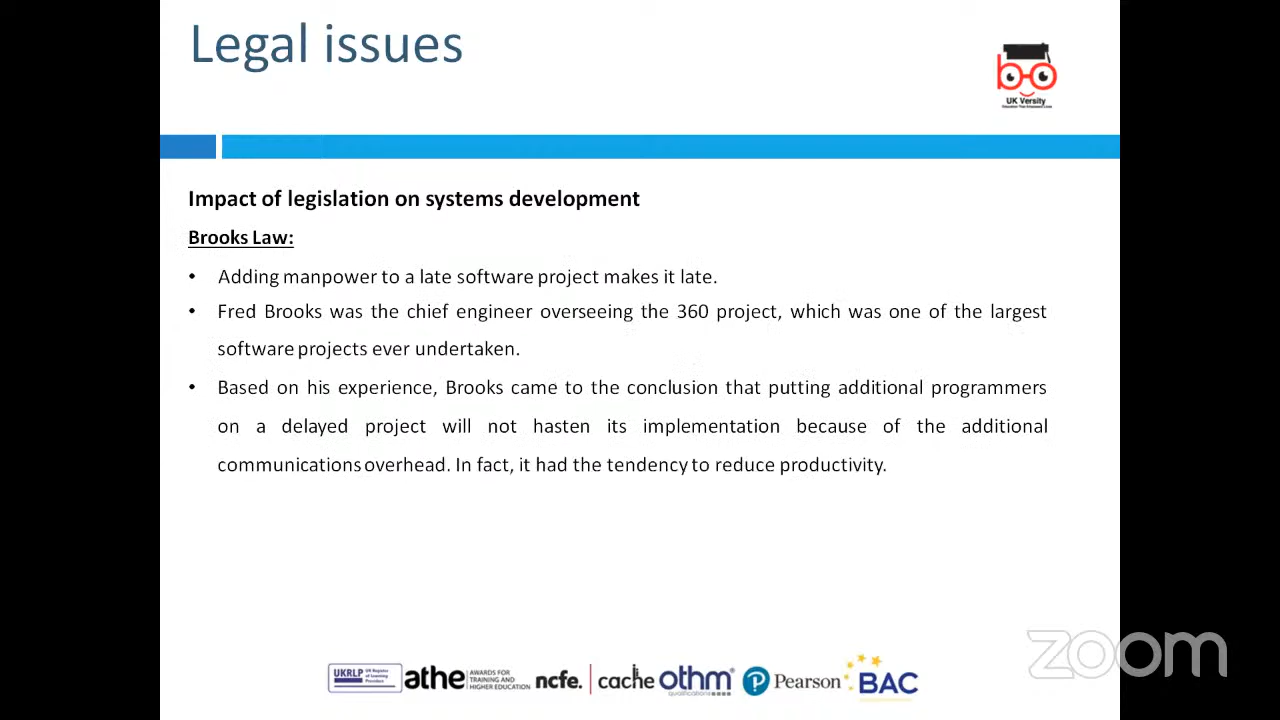 Legal issues
UK Versity
Impact of legislation on systems development
Brooks Law:
• Adding manpower to a late software project makes it late.
• Fred Brooks was the chief engineer overseeing the 360 project, which was one of the largest
software projects ever undertaken.
• Based on his experience, Brooks came to the conclusion that putting additional programmers
on a delayed project will not hasten its implementation because of the additional
communications overhead. In fact, it had the tendency to reduce productivity.
zoom
UKRLP UK Register of Learning
athe AWARDS FOR TRAINING AND HIGHER EDUCATION
ncfe. cache
othm qualifications
Pearson
BAC